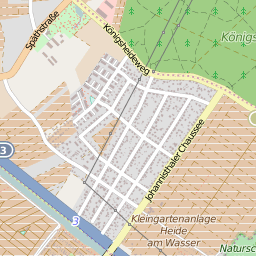 Späthstraße
Königsheideweg
Königs
Johannisthaler Chaussee
3
3
Kleingartenanlage
Heide
am Wasser
Natursc